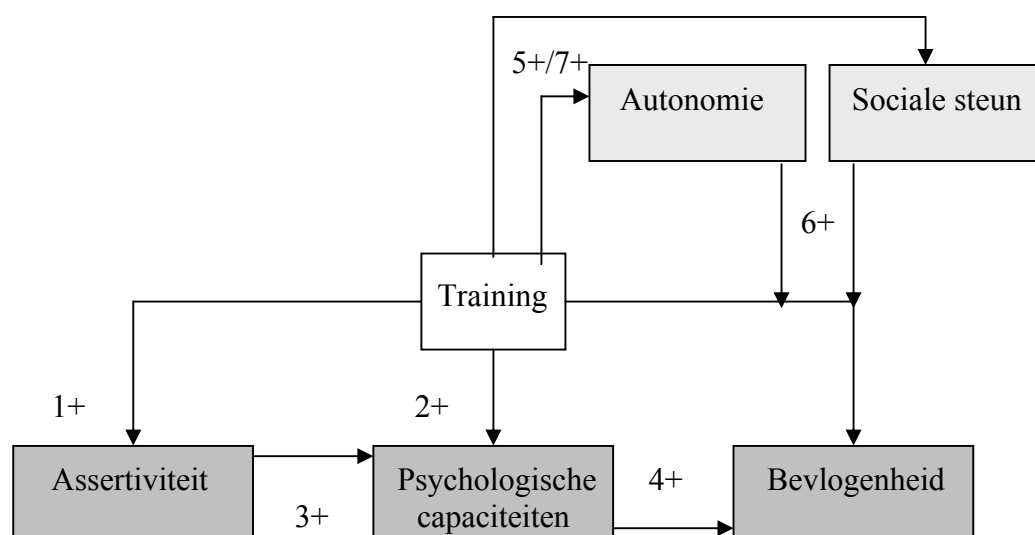 5+/7+
Autonomie
Sociale steun
6+
Training
1+
2+
Assertiviteit
Psychologische
capaciteiten
4+
Bevlogenheid
3+